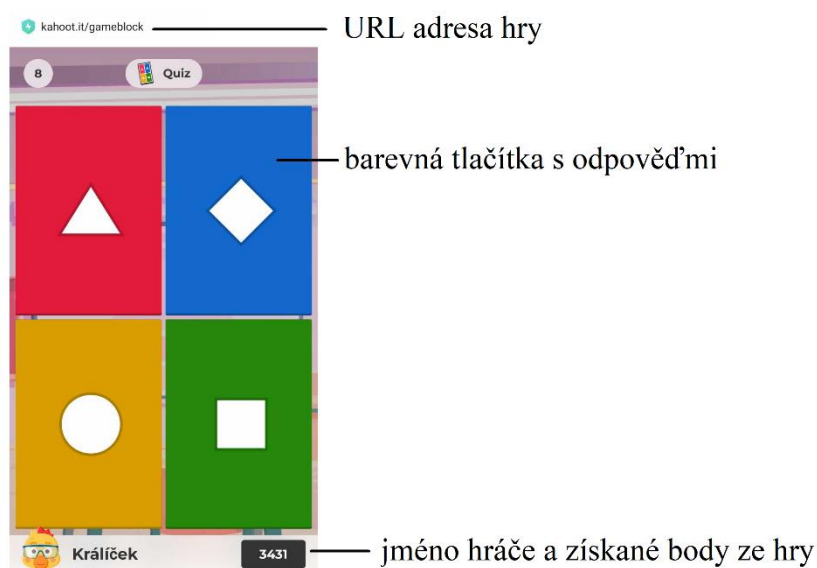 kahoot.it/gameblock
URL adresa hry
8
Quiz
barevná tlačítka s odpověďmi
Králíček
3431
jméno hráče a získané body ze hry